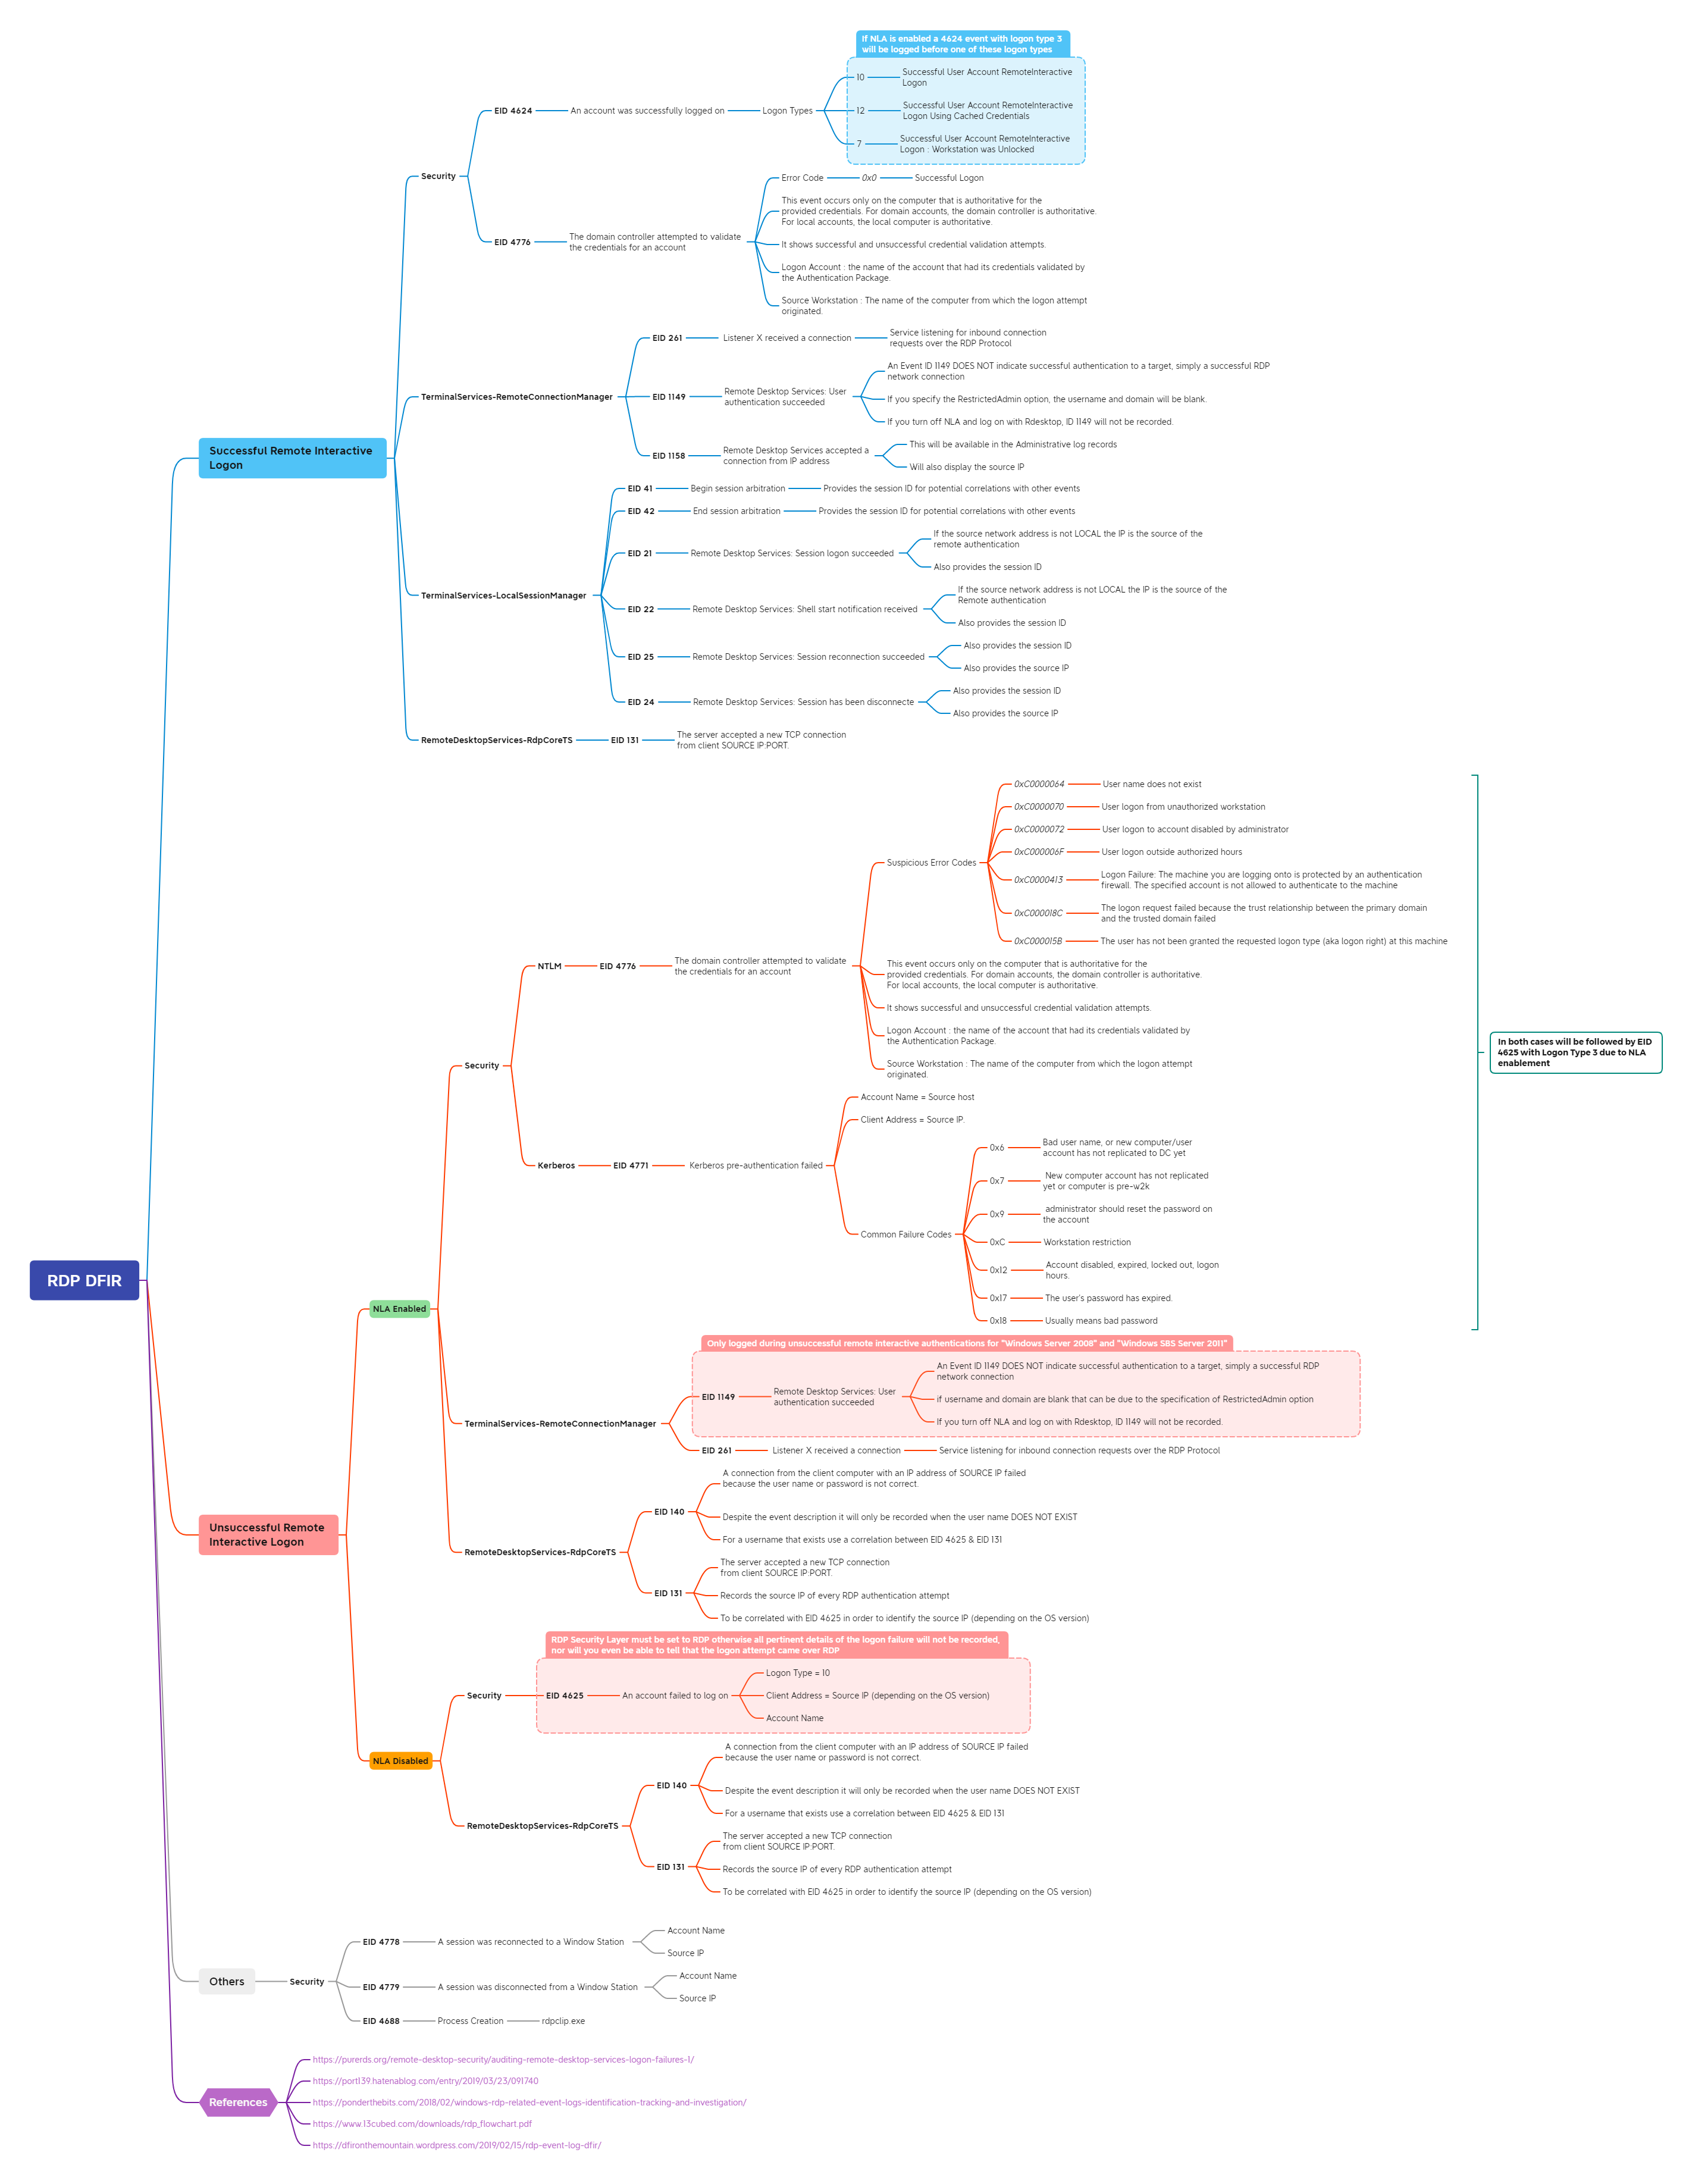 If NLA is enabled a 4624 event with logon type 3
will be logged before one of these logon types
10
Successful User Account RemoteInteractive
Logon
EID 4624
An account was successfully logged on
Logon Types
12
Successful User Account RemoteInteractive
Logon Using Cached Credentials
7
Successful User Account RemoteInteractive
Logon : Workstation was Unlocked
Security
Error Code
0x0
Successful Logon
This event occurs only on the computer that is authoritative for the
provided credentials. For domain accounts, the domain controller is authoritative.
For local accounts, the local computer is authoritative.
EID 4776
The domain controller attempted to validate
the credentials for an account
It shows successful and unsuccessful credential validation attempts.
Logon Account : the name of the account that had its credentials validated by
the Authentication Package.
Source Workstation : The name of the computer from which the logon attempt
originated.
EID 261
Listener X received a connection
Service listening for inbound connection
requests over the RDP Protocol
An Event ID 1149 DOES NOT indicate successful authentication to a target, simply a successful RDP
network connection
TerminalServices-RemoteConnectionManager
EID 1149
Remote Desktop Services: User
authentication succeeded
If you specify the RestrictedAdmin option, the username and domain will be blank.
If you turn off NLA and log on with Rdesktop, ID 1149 will not be recorded.
Successful Remote Interactive
Logon
EID 1158
Remote Desktop Services accepted a
connection from IP address
This will be available in the Administrative log records
Will also display the source IP
EID 41
Begin session arbitration
Provides the session ID for potential correlations with other events
EID 42
End session arbitration
Provides the session ID for potential correlations with other events
EID 21
Remote Desktop Services: Session logon succeeded
If the source network address is not LOCAL the IP is the source of the
remote authentication
Also provides the session ID
TerminalServices-LocalSessionManager
EID 22
Remote Desktop Services: Shell start notification received
If the source network address is not LOCAL the IP is the source of the
Remote authentication
Also provides the session ID
EID 25
Remote Desktop Services: Session reconnection succeeded
Also provides the session ID
Also provides the source IP
EID 24
Remote Desktop Services: Session has been disconnecte
Also provides the session ID
Also provides the source IP
RemoteDesktopServices-RdpCoreTS
EID 131
The server accepted a new TCP connection
from client SOURCE IP:PORT.
0xC0000064
User name does not exist
0xC0000070
User logon from unauthorized workstation
0xC0000072
User logon to account disabled by administrator
Suspicious Error Codes
0xC000006F
User logon outside authorized hours
0xC0000413
Logon Failure: The machine you are logging onto is protected by an authentication
firewall. The specified account is not allowed to authenticate to the machine
0xC000018C
The logon request failed because the trust relationship between the primary domain
and the trusted domain failed
0xC000015B
The user has not been granted the requested logon type (aka logon right) at this machine
NTLM
EID 4776
The domain controller attempted to validate
the credentials for an account
This event occurs only on the computer that is authoritative for the
provided credentials. For domain accounts, the domain controller is authoritative.
For local accounts, the local computer is authoritative.
It shows successful and unsuccessful credential validation attempts.
Logon Account : the name of the account that had its credentials validated by
the Authentication Package.
Source Workstation : The name of the computer from which the logon attempt
originated.
In both cases will be followed by EID
4625 with Logon Type 3 due to NLA
enablement
Security
Account Name = Source host
Client Address = Source IP.
Kerberos
EID 4771
Kerberos pre-authentication failed
0x6
Bad user name, or new computer/user
account has not replicated to DC yet
0x7
New computer account has not replicated
yet or computer is pre-w2k
0x9
administrator should reset the password on
the account
Common Failure Codes
0xC
Workstation restriction
0x12
Account disabled, expired, locked out, logon
hours.
0x17
The user's password has expired.
0x18
Usually means bad password
RDP DFIR
NLA Enabled
Only logged during unsuccessful remote interactive authentications for "Windows Server 2008" and "Windows SBS Server 2011"
EID 1149
Remote Desktop Services: User
authentication succeeded
An Event ID 1149 DOES NOT indicate successful authentication to a target, simply a successful RDP
network connection
if username and domain are blank that can be due to the specification of RestrictedAdmin option
If you turn off NLA and log on with Rdesktop, ID 1149 will not be recorded.
TerminalServices-RemoteConnectionManager
EID 261
Listener X received a connection
Service listening for inbound connection requests over the RDP Protocol
A connection from the client computer with an IP address of SOURCE IP failed
because the user name or password is not correct.
EID 140
Despite the event description it will only be recorded when the user name DOES NOT EXIST
For a username that exists use a correlation between EID 4625 & EID 131
Unsuccessful Remote
Interactive Logon
RemoteDesktopServices-RdpCoreTS
The server accepted a new TCP connection
from client SOURCE IP:PORT.
EID 131
Records the source IP of every RDP authentication attempt
To be correlated with EID 4625 in order to identify the source IP (depending on the OS version)
RDP Security Layer must be set to RDP otherwise all pertinent details of the logon failure will not be recorded,
nor will you even be able to tell that the logon attempt came over RDP
Logon Type = 10
Security
EID 4625
An account failed to log on
Client Address = Source IP (depending on the OS version)
Account Name
NLA Disabled
A connection from the client computer with an IP address of SOURCE IP failed
because the user name or password is not correct.
EID 140
Despite the event description it will only be recorded when the user name DOES NOT EXIST
For a username that exists use a correlation between EID 4625 & EID 131
RemoteDesktopServices-RdpCoreTS
The server accepted a new TCP connection
from client SOURCE IP:PORT.
EID 131
Records the source IP of every RDP authentication attempt
To be correlated with EID 4625 in order to identify the source IP (depending on the OS version)
Account Name
EID 4778
A session was reconnected to a Window Station
Source IP
Others
Security
Account Name
EID 4779
A session was disconnected from a Window Station
Source IP
EID 4688
Process Creation
rdpclip.exe
https://purerds.org/remote-desktop-security/auditing-remote-desktop-services-logon-failures-1/
https://port139.hatenablog.com/entry/2019/03/23/091740
References
https://ponderthebits.com/2018/02/windows-rdp-related-event-logs-identification-tracking-and-investigation/
https://www.13cubed.com/downloads/rdp_flowchart.pdf
https://dfironthemountain.wordpress.com/2019/02/15/rdp-event-log-dfir/